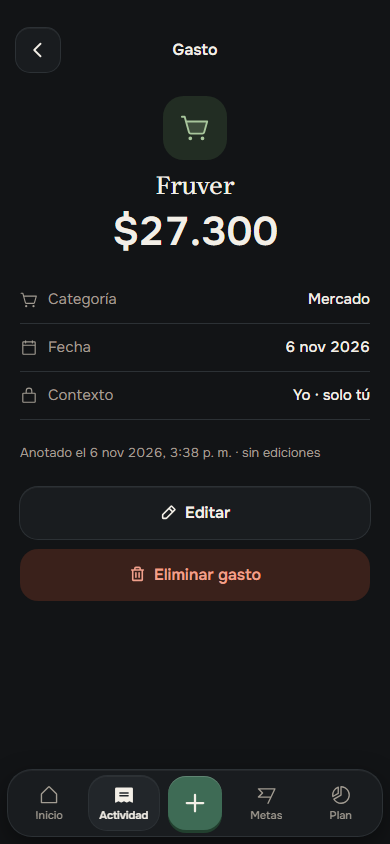 Gasto
Fruver
$27.300
Categoría Mercado
Fecha 6 nov 2026
Contexto Yo · solo tú
Anotado el 6 nov 2026, 3:38 p. m. · sin ediciones
Editar
Eliminar gasto
Inicio Actividad Metas Plan